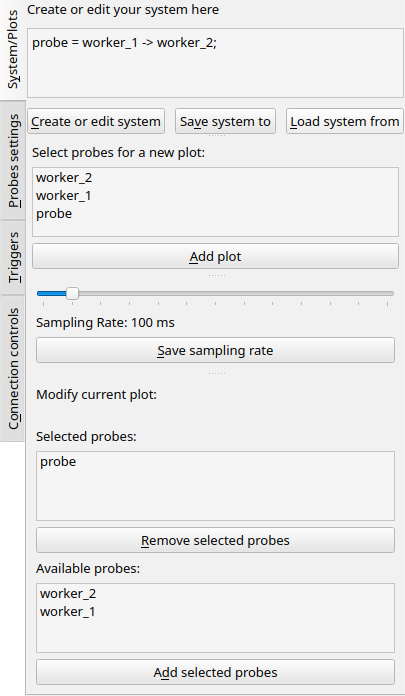 System/Plots
Probes settings
Triggers
Connection controls
Create or edit your system here
probe = worker_1 -> worker_2;
Create or edit system
Save system to
Load system from
Select probes for a new plot:
worker_2
worker_1
probe
Add plot
Sampling Rate: 100 ms
Save sampling rate
Modify current plot:
Selected probes:
probe
Remove selected probes
Available probes:
worker_2
worker_1
Add selected probes